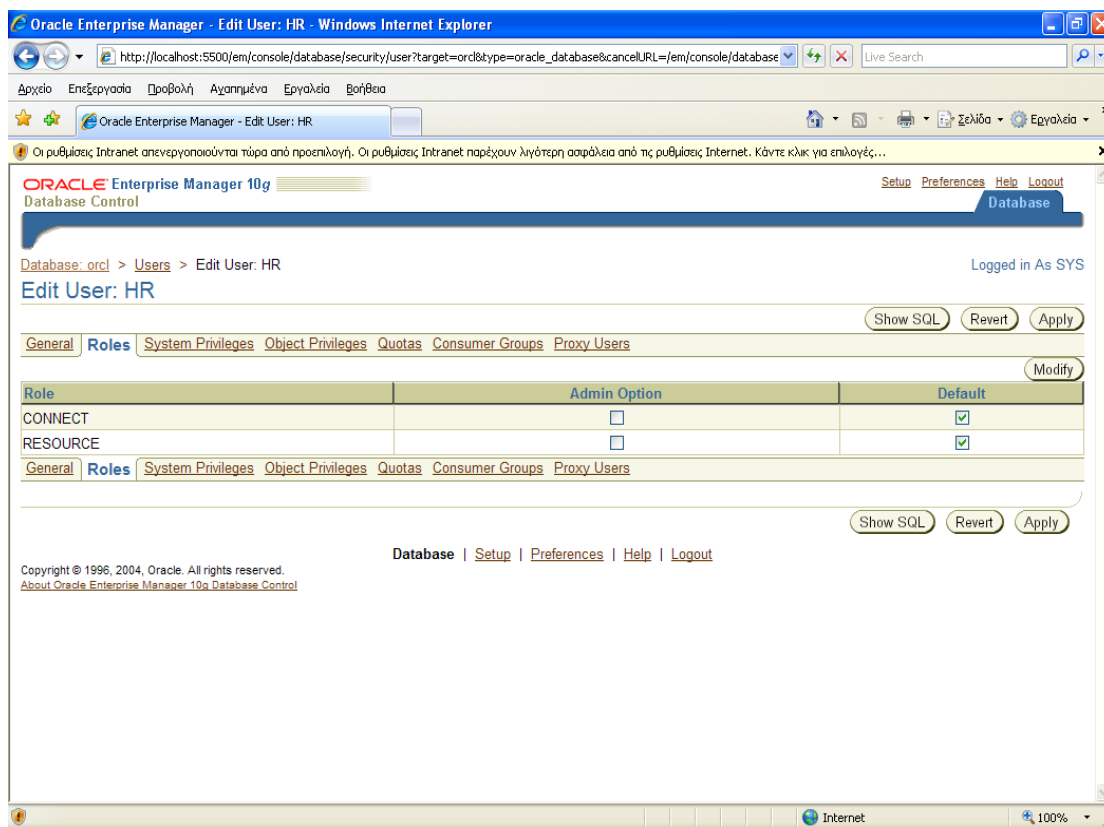 Oracle Enterprise Manager - Edit User: HR - Windows Internet Explorer
http://localhost:5500/em/console/database/security/user?target=orcl&type=oracle_database&cancelURL=/em/console/database
Live Search
Αρχείο Επεξεργασία Προβολή Αγαπημένα Εργαλεία Βοήθεια
Oracle Enterprise Manager - Edit User: HR
Σελίδα Εργαλεία
Οι ρυθμίσεις Intranet απενεργοποιούνται τώρα από προεπιλογή. Οι ρυθμίσεις Intranet παρέχουν λιγότερη ασφάλεια από τις ρυθμίσεις Internet. Κάντε κλικ για επιλογές...
ORACLE Enterprise Manager 10g
Setup Preferences Help Logout
Database Control
Database
Database: orcl > Users > Edit User: HR
Logged in As SYS
Edit User: HR
Show SQL Revert Apply
General Roles System Privileges Object Privileges Quotas Consumer Groups Proxy Users
Modify
Role Admin Option Default
CONNECT
RESOURCE
General Roles System Privileges Object Privileges Quotas Consumer Groups Proxy Users
Show SQL Revert Apply
Database | Setup | Preferences | Help | Logout
Copyright © 1996, 2004, Oracle. All rights reserved.
About Oracle Enterprise Manager 10g Database Control
Internet 100%